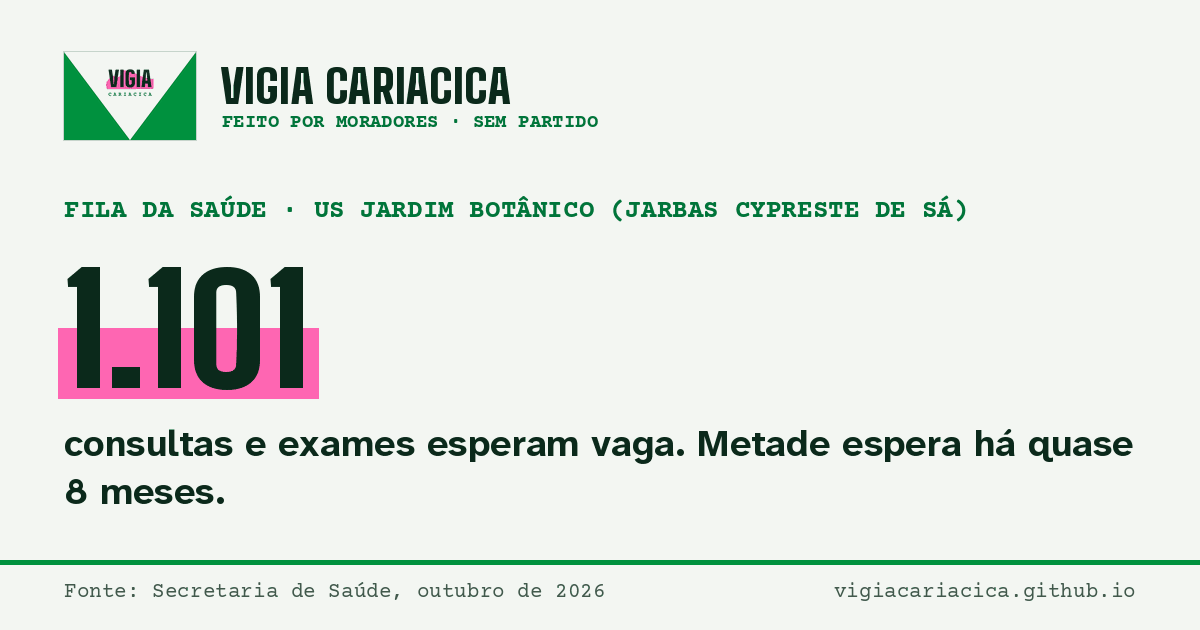 VIGIA
CARIACICA
VIGIA CARIACICA
FEITO POR MORADORES · SEM PARTIDO
FILA DA SAÚDE · US JARDIM BOTÂNICO (JARBAS CYPRESTE DE SÁ)
1.101
consultas e exames esperam vaga. Metade espera há quase
8 meses.
Fonte: Secretaria de Saúde, outubro de 2026
vigiacariacica.github.io